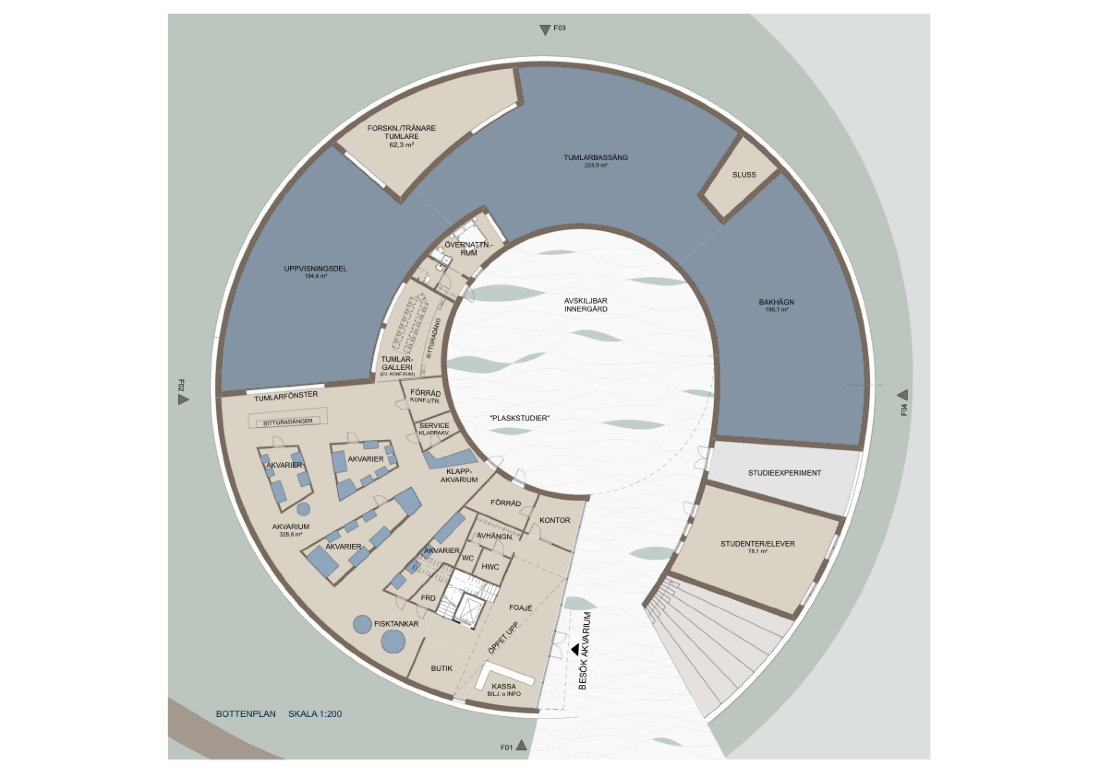 F03
FORSKN./TRÄNARE
TUMLARE
62,3 m²
TUMLARBASSÄNG
224,9 m²
SLUSS
ÖVERNATTN.-
RUM
UPPVISNINGSDEL
194,6 m²
AVSKILJBAR
INNERGÅRD
BAKHÄGN
196,7 m²
SITTGRADÄNG
TUMLAR-
GALLERI
(EV. KONF.RUM)
F02
F04
TUMLARFÖNSTER
FÖRRÅD
KONF.UTR.
SITTGRADÄNGER
SERVICE
KLAPPAKV.
"PLASKSTUDIER"
AKVARIER
AKVARIER
KLAPP-
AKVARIUM
STUDIEEXPERIMENT
FÖRRÅD
KONTOR
AKVARIUM
328,6 m²
AVHÄNGN.
AKVARIER
AKVARIER
WC
HWC
STUDENTER/ELEVER
78,1 m²
FRD
FOAJÉ
FISKTANKAR
ÖPPET UPP
BESÖK AKVARIUM
BUTIK
KASSA
BILJ. o INFO
BOTTENPLAN SKALA 1:200
F01